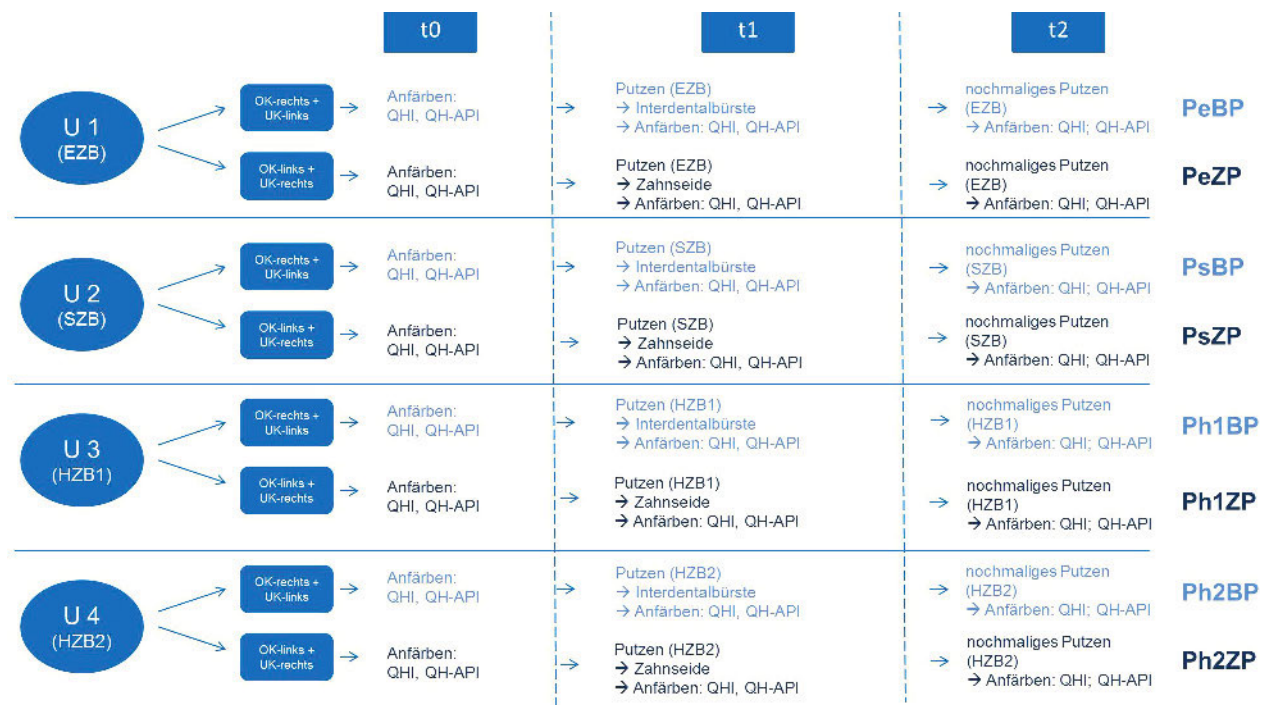 t0
t1
t2
U 1
(EZB)
OK-rechts +
UK-links
Anfärben:
QHI, QH-API
Putzen (EZB)
→ Interdentalbürste
→ Anfärben: QHI, QH-API
nochmaliges Putzen
(EZB)
→ Anfärben: QHI; QH-API
PeBP
OK-links +
UK-rechts
Anfärben:
QHI, QH-API
Putzen (EZB)
→ Zahnseide
→ Anfärben: QHI, QH-API
nochmaliges Putzen
(EZB)
→ Anfärben: QHI; QH-API
PeZP
U 2
(SZB)
OK-rechts +
UK-links
Anfärben:
QHI, QH-API
Putzen (SZB)
→ Interdentalbürste
→ Anfärben: QHI, QH-API
nochmaliges Putzen
(SZB)
→ Anfärben: QHI; QH-API
PsBP
OK-links +
UK-rechts
Anfärben:
QHI, QH-API
Putzen (SZB)
→ Zahnseide
→ Anfärben: QHI, QH-API
nochmaliges Putzen
(SZB)
→ Anfärben: QHI; QH-API
PsZP
U 3
(HZB1)
OK-rechts +
UK-links
Anfärben:
QHI, QH-API
Putzen (HZB1)
→ Interdentalbürste
→ Anfärben: QHI, QH-API
nochmaliges Putzen
(HZB1)
→ Anfärben: QHI; QH-API
Ph1BP
OK-links +
UK-rechts
Anfärben:
QHI, QH-API
Putzen (HZB1)
→ Zahnseide
→ Anfärben: QHI, QH-API
nochmaliges Putzen
(HZB1)
→ Anfärben: QHI; QH-API
Ph1ZP
U 4
(HZB2)
OK-rechts +
UK-links
Anfärben:
QHI, QH-API
Putzen (HZB2)
→ Interdentalbürste
→ Anfärben: QHI, QH-API
nochmaliges Putzen
(HZB2)
→ Anfärben: QHI; QH-API
Ph2BP
OK-links +
UK-rechts
Anfärben:
QHI, QH-API
Putzen (HZB2)
→ Zahnseide
→ Anfärben: QHI, QH-API
nochmaliges Putzen
(HZB2)
→ Anfärben: QHI; QH-API
Ph2ZP